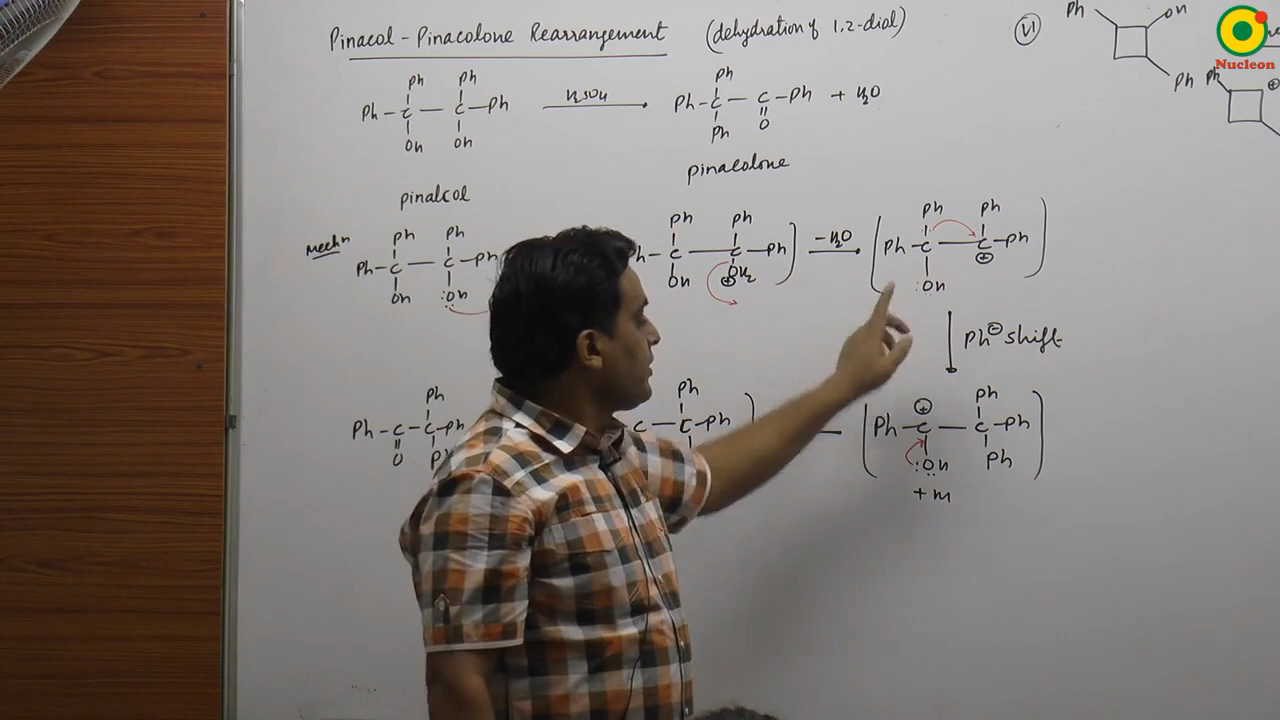 Pinacol - Pinacolone Rearrangement (dehydration of 1,2-diol)
Ph Ph
Ph - C - C - Ph H2SO4
OH OH
Ph
Ph - C - C - Ph + H2O
Ph O
pinalcol
pinacolone
Mechn
Ph Ph
Ph - C - C - Ph
OH :OH
Ph Ph
Ph - C - C - Ph
OH ⊕OH2
-H2O
Ph Ph
Ph - C - C - Ph
:OH ⊕
Ph⊖ shift
Ph
Ph - C - C - Ph
O Ph
Ph
C - C - Ph
⊕ Ph
Ph - C - C - Ph
:OH Ph
+m
VI
Ph OH
Ph
Ph ⊕
Nucleon